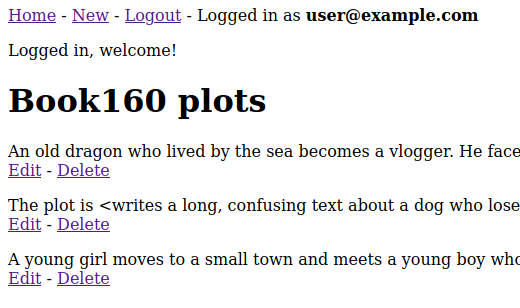 Home - New - Logout - Logged in as user@example.com
Logged in, welcome!
Book160 plots
An old dragon who lived by the sea becomes a vlogger. He face
Edit - Delete
The plot is <writes a long, confusing text about a dog who lose
Edit - Delete
A young girl moves to a small town and meets a young boy who
Edit - Delete